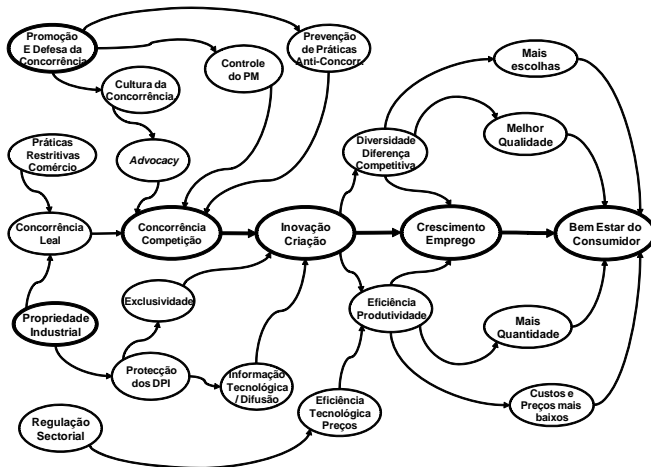 Promoção
E Defesa da
Concorrência
Prevenção
de Práticas
Anti-Concorr.
Mais
escolhas
Controle
do PM
Cultura da
Concorrência
Melhor
Qualidade
Práticas
Restritivas
Comércio
Advocacy
Diversidade
Diferença
Competitiva
Concorrência
Leal
Concorrência
Competição
Inovação
Criação
Crescimento
Emprego
Bem Estar do
Consumidor
Exclusividade
Eficiência
Produtividade
Propriedade
Industrial
Mais
Quantidade
Protecção
dos DPI
Informação
Tecnológica
/ Difusão
Eficiência
Tecnológica
Preços
Custos e
Preços mais
baixos
Regulação
Sectorial